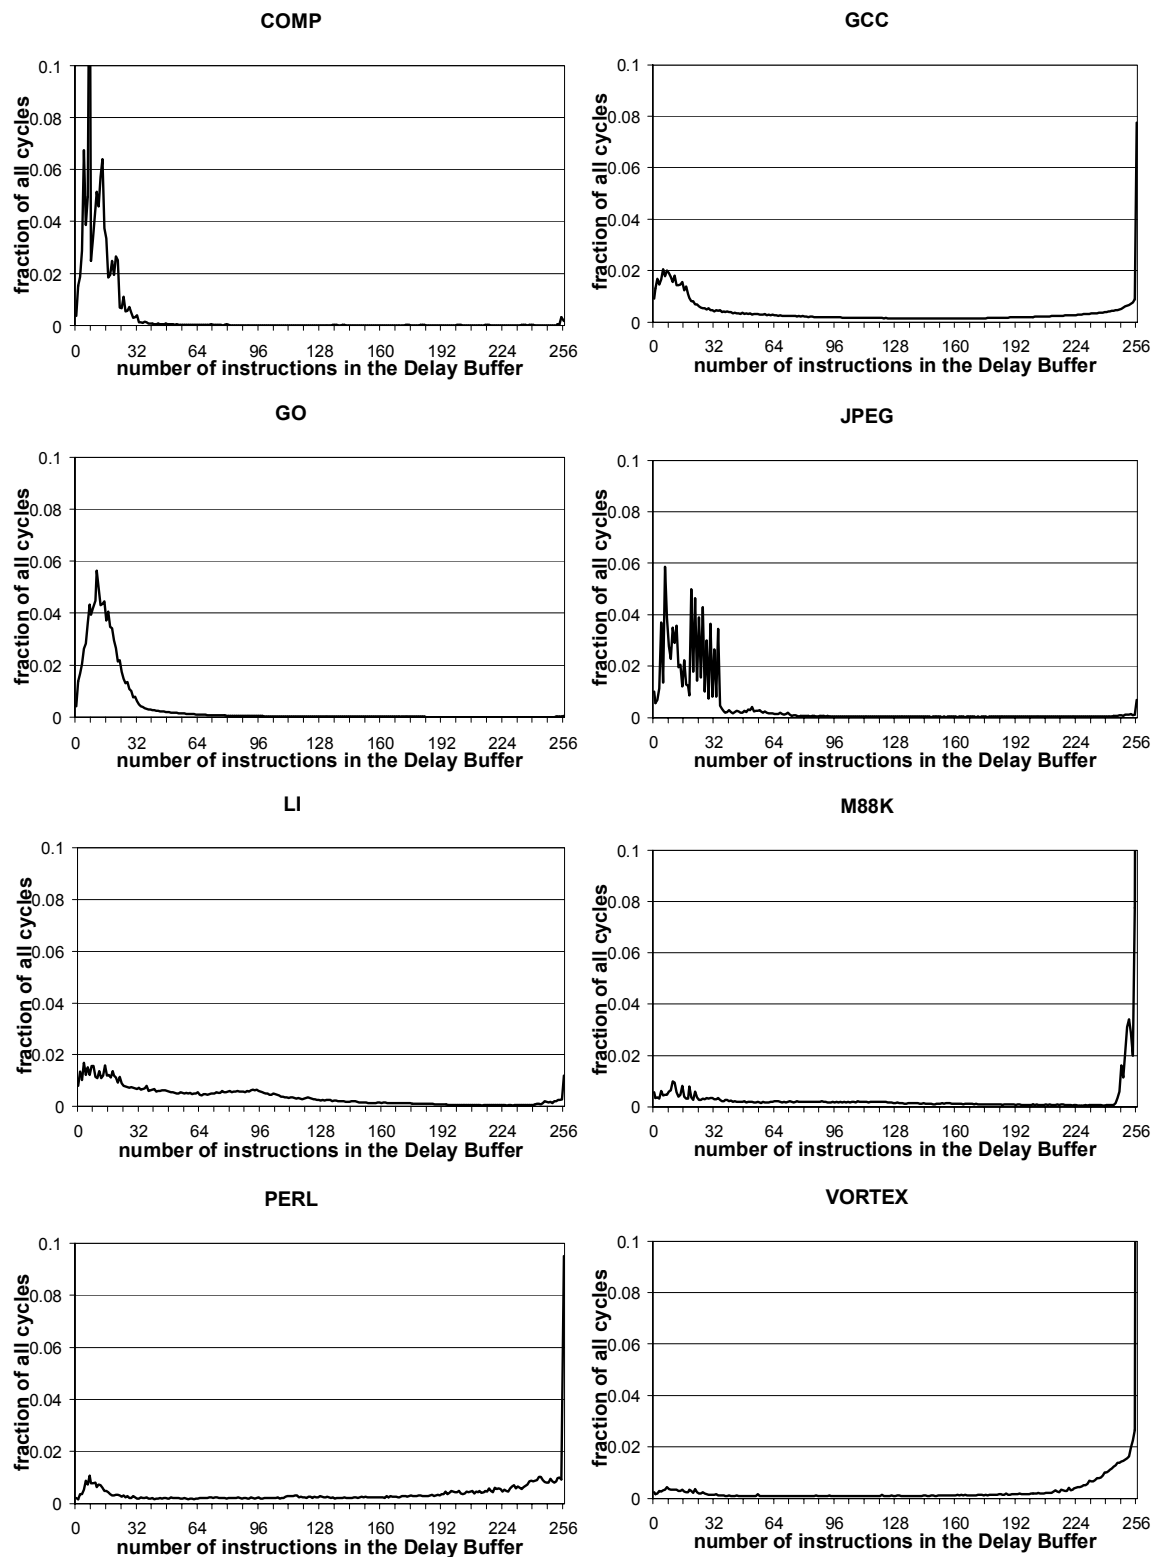 COMP
GCC
fraction of all cycles
0.1
0.08
0.06
0.04
0.02
0
0 32 64 96 128 160 192 224 256
number of instructions in the Delay Buffer
fraction of all cycles
0.1
0.08
0.06
0.04
0.02
0
0 32 64 96 128 160 192 224 256
number of instructions in the Delay Buffer
GO
JPEG
fraction of all cycles
0.1
0.08
0.06
0.04
0.02
0
0 32 64 96 128 160 192 224 256
number of instructions in the Delay Buffer
fraction of all cycles
0.1
0.08
0.06
0.04
0.02
0
0 32 64 96 128 160 192 224 256
number of instructions in the Delay Buffer
LI
M88K
fraction of all cycles
0.1
0.08
0.06
0.04
0.02
0
0 32 64 96 128 160 192 224 256
number of instructions in the Delay Buffer
fraction of all cycles
0.1
0.08
0.06
0.04
0.02
0
0 32 64 96 128 160 192 224 256
number of instructions in the Delay Buffer
PERL
VORTEX
fraction of all cycles
0.1
0.08
0.06
0.04
0.02
0
0 32 64 96 128 160 192 224 256
number of instructions in the Delay Buffer
fraction of all cycles
0.1
0.08
0.06
0.04
0.02
0
0 32 64 96 128 160 192 224 256
number of instructions in the Delay Buffer